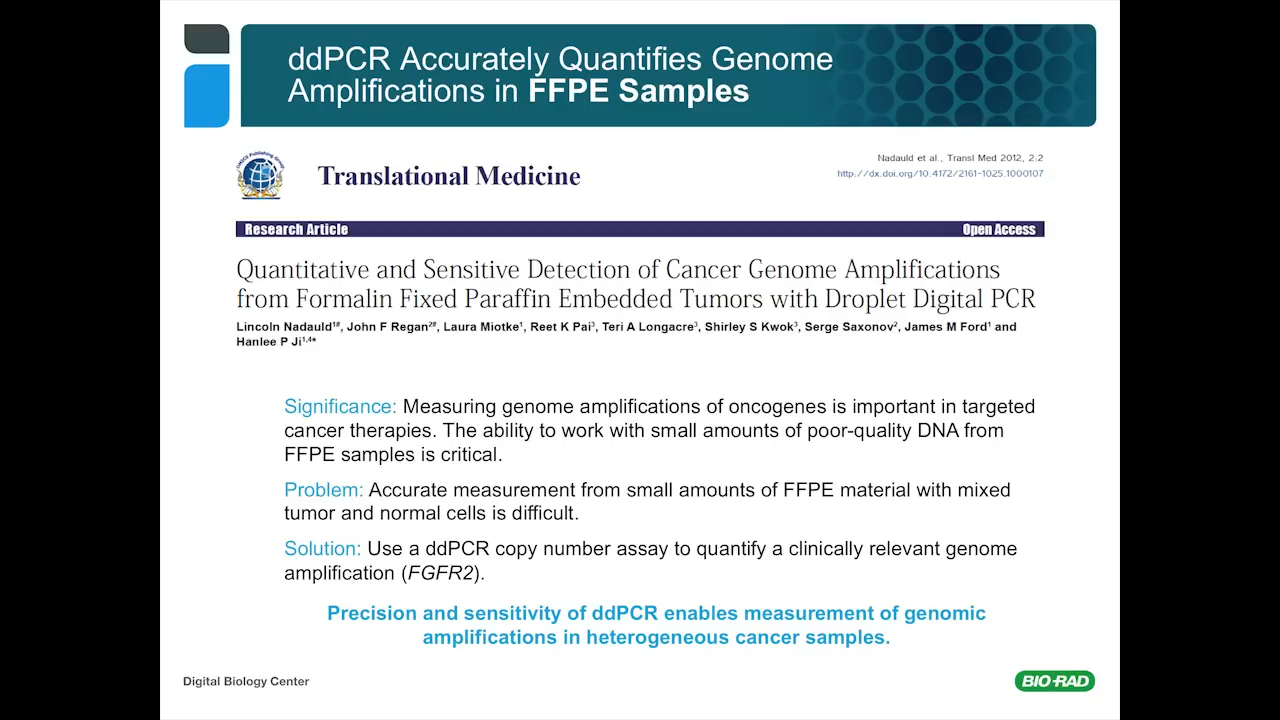 ddPCR Accurately Quantifies Genome
Amplifications in FFPE Samples
Translational Medicine
Nadauld et al., Transl Med 2012, 2.2
http://dx.doi.org/10.4172/2161-1025.1000107
Research Article
Open Access
Quantitative and Sensitive Detection of Cancer Genome Amplifications
from Formalin Fixed Paraffin Embedded Tumors with Droplet Digital PCR
Lincoln Nadauld1#, John F Regan2#, Laura Miotke1, Reet K Pai3, Teri A Longacre3, Shirley S Kwok3, Serge Saxonov2, James M Ford1 and
Hanlee P Ji1,4*
Significance: Measuring genome amplifications of oncogenes is important in targeted
cancer therapies. The ability to work with small amounts of poor-quality DNA from
FFPE samples is critical.
Problem: Accurate measurement from small amounts of FFPE material with mixed
tumor and normal cells is difficult.
Solution: Use a ddPCR copy number assay to quantify a clinically relevant genome
amplification (FGFR2).
Precision and sensitivity of ddPCR enables measurement of genomic
amplifications in heterogeneous cancer samples.
Digital Biology Center
BIO-RAD